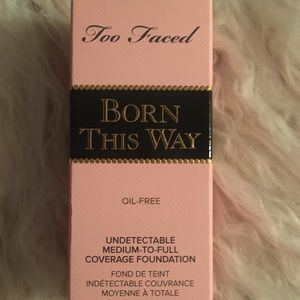 Too Faced
BORN
THIS WAY
OIL-FREE
UNDETECTABLE
MEDIUM-TO-FULL
COVERAGE FOUNDATION
FOND DE TEINT
INDÉTECTABLE COUVRANCE
MOYENNE À TOTALE